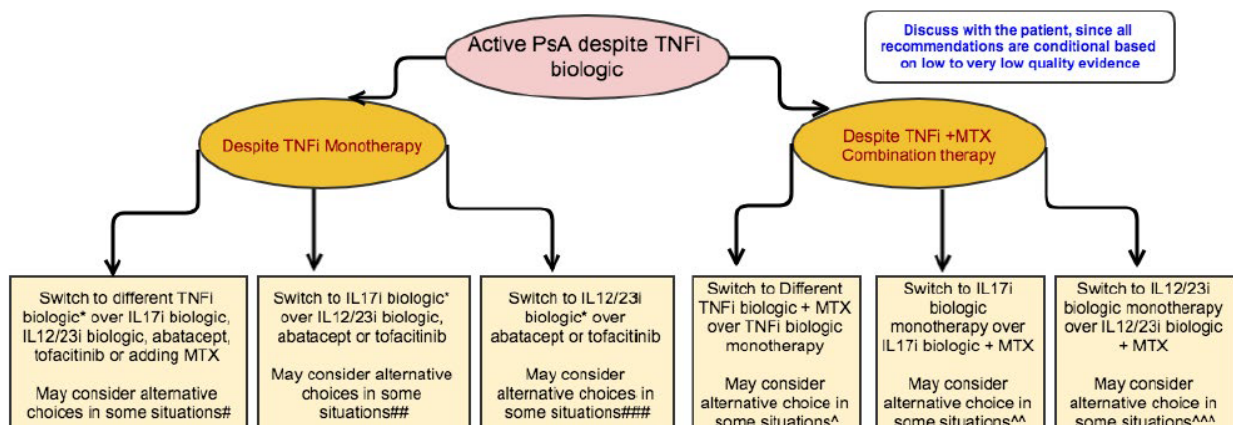 Active PsA despite TNFi
biologic
Discuss with the patient, since all
recommendations are conditional based
on low to very low quality evidence
Despite TNFi Monotherapy
Despite TNFi +MTX
Combination therapy
Switch to different TNFi
biologic* over IL17i biologic,
IL12/23i biologic, abatacept,
tofacitinib or adding MTX
May consider alternative
choices in some situations#
Switch to IL17i biologic*
over IL12/23i biologic,
abatacept or tofacitinib
May consider alternative
choices in some
situations##
Switch to IL12/23i
biologic* over
abatacept or tofacitinib
May consider
alternative choices in
some situations###
Switch to Different
TNFi biologic + MTX
over TNFi biologic
monotherapy
May consider
alternative choice in
some situations^
Switch to IL17i
biologic
monotherapy over
IL17i biologic + MTX
May consider
alternative choice in
some situations^^
Switch to IL12/23i
biologic monotherapy
over IL12/23i biologic
+ MTX
May consider
alternative choice in
some situations^^^